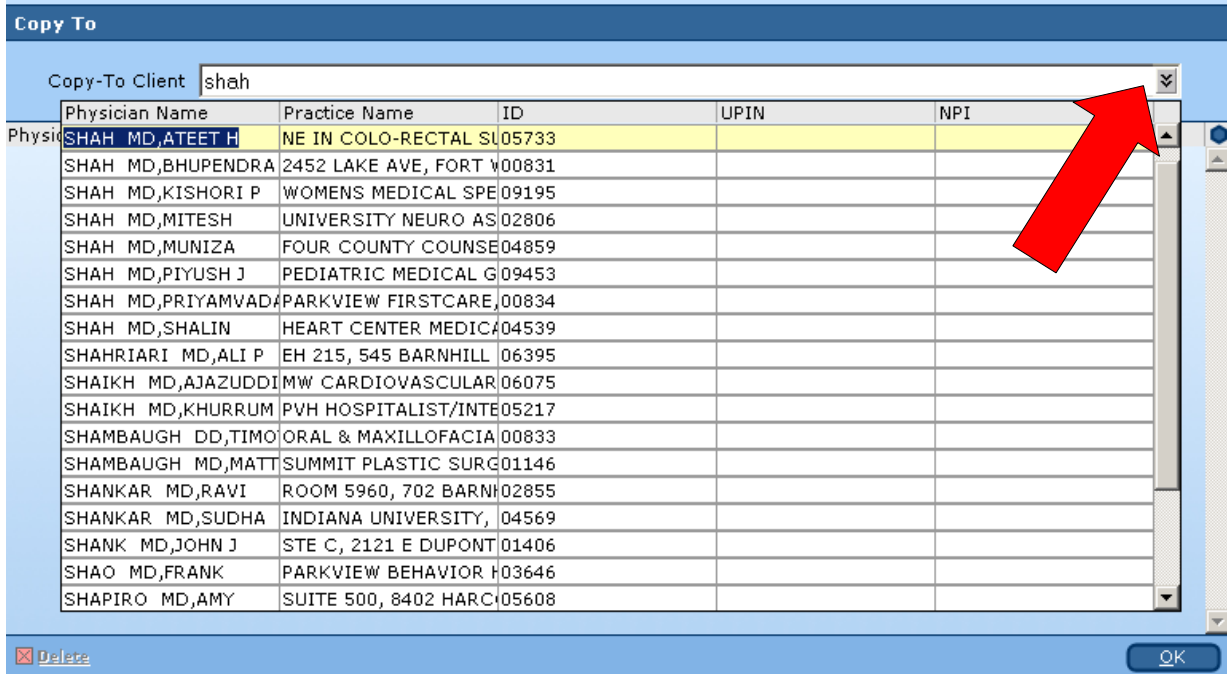 Copy To
Copy-To Client shah
Physician Name Practice Name ID UPIN NPI
SHAH MD,ATEET H NE IN COLO-RECTAL SU 05733
SHAH MD,BHUPENDRA 2452 LAKE AVE, FORT W 00831
SHAH MD,KISHORI P WOMENS MEDICAL SPE 09195
SHAH MD,MITESH UNIVERSITY NEURO AS 02806
SHAH MD,MUNIZA FOUR COUNTY COUNSE 04859
SHAH MD,PIYUSH J PEDIATRIC MEDICAL G 09453
SHAH MD,PRIYAMVADA PARKVIEW FIRSTCARE, 00834
SHAH MD,SHALIN HEART CENTER MEDICA 04539
SHAHRIARI MD,ALI P EH 215, 545 BARNHILL 06395
SHAIKH MD,AJAZUDDI MW CARDIOVASCULAR 06075
SHAIKH MD,KHURRUM PVH HOSPITALIST/INTE 05217
SHAMBAUGH DD,TIMO ORAL & MAXILLOFACIA 00833
SHAMBAUGH MD,MATT SUMMIT PLASTIC SURG 01146
SHANKAR MD,RAVI ROOM 5960, 702 BARNH 02855
SHANKAR MD,SUDHA INDIANA UNIVERSITY, 04569
SHANK MD,JOHN J STE C, 2121 E DUPONT 01406
SHAO MD,FRANK PARKVIEW BEHAVIOR H 03646
SHAPIRO MD,AMY SUITE 500, 8402 HARC 05608
Delete OK